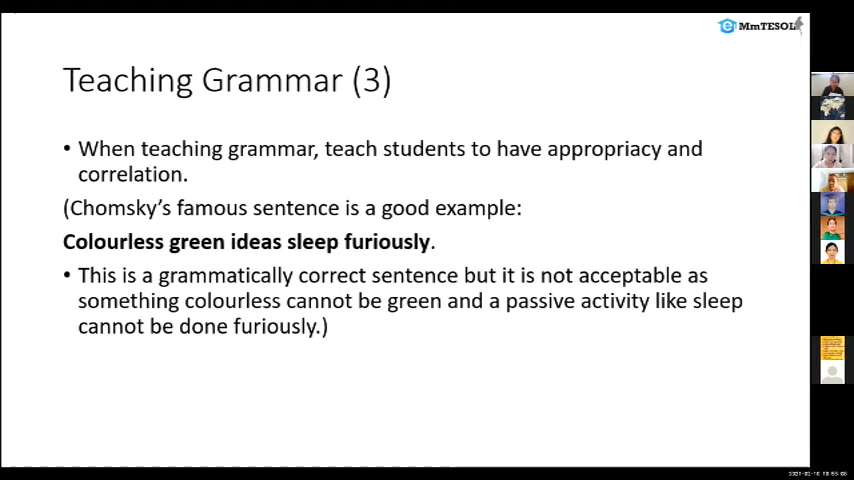 MmTESOL
Teaching Grammar (3)
• When teaching grammar, teach students to have appropriacy and
correlation.
(Chomsky's famous sentence is a good example:
Colourless green ideas sleep furiously.
• This is a grammatically correct sentence but it is not acceptable as
something colourless cannot be green and a passive activity like sleep
cannot be done furiously.)